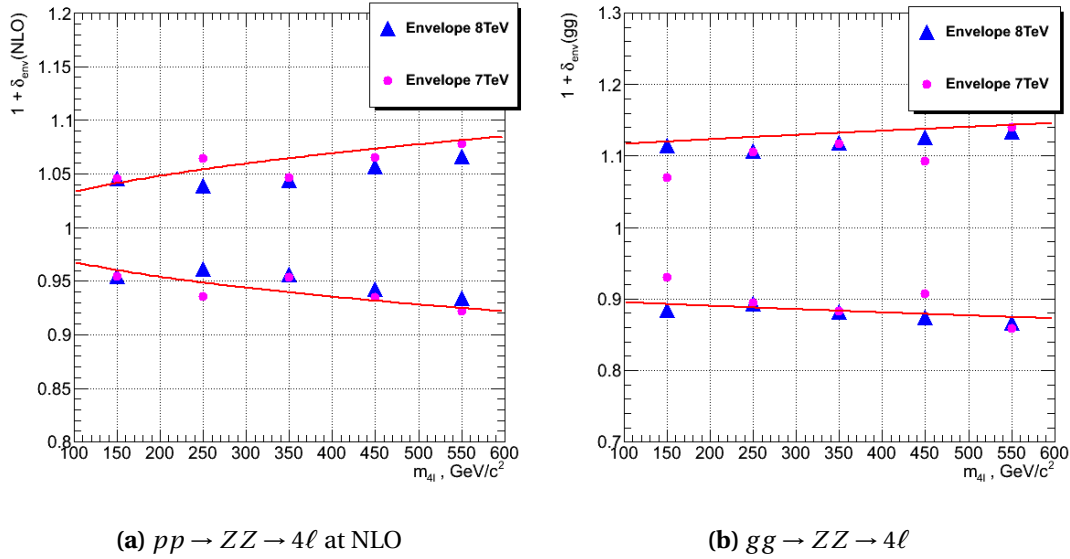 1 + δenv(NLO)
1.2
1.15
1.1
1.05
1
0.95
0.9
0.85
0.8
Envelope 8TeV
Envelope 7TeV
100 150 200 250 300 350 400 450 500 550 600
m4l , GeV/c²
(a) pp → ZZ → 4ℓ at NLO
1 + δenv(gg)
1.3
1.2
1.1
1
0.9
0.8
0.7
Envelope 8TeV
Envelope 7TeV
100 150 200 250 300 350 400 450 500 550 600
m4l , GeV/c²
(b) gg → ZZ → 4ℓ